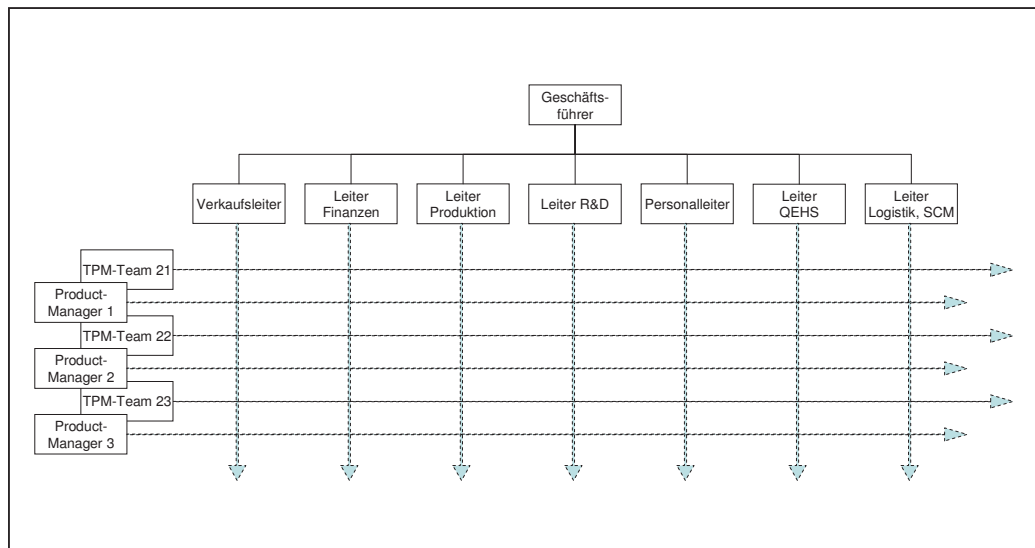 Geschäfts-
führer
Verkaufsleiter
Leiter
Finanzen
Leiter
Produktion
Leiter R&D
Personalleiter
Leiter
QEHS
Leiter
Logistik, SCM
TPM-Team 21
Product-
Manager 1
TPM-Team 22
Product-
Manager 2
TPM-Team 23
Product-
Manager 3